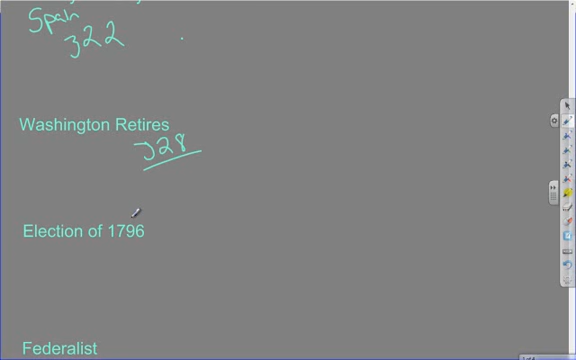 Spain
322
Washington Retires
328
Election of 1796
Federalist